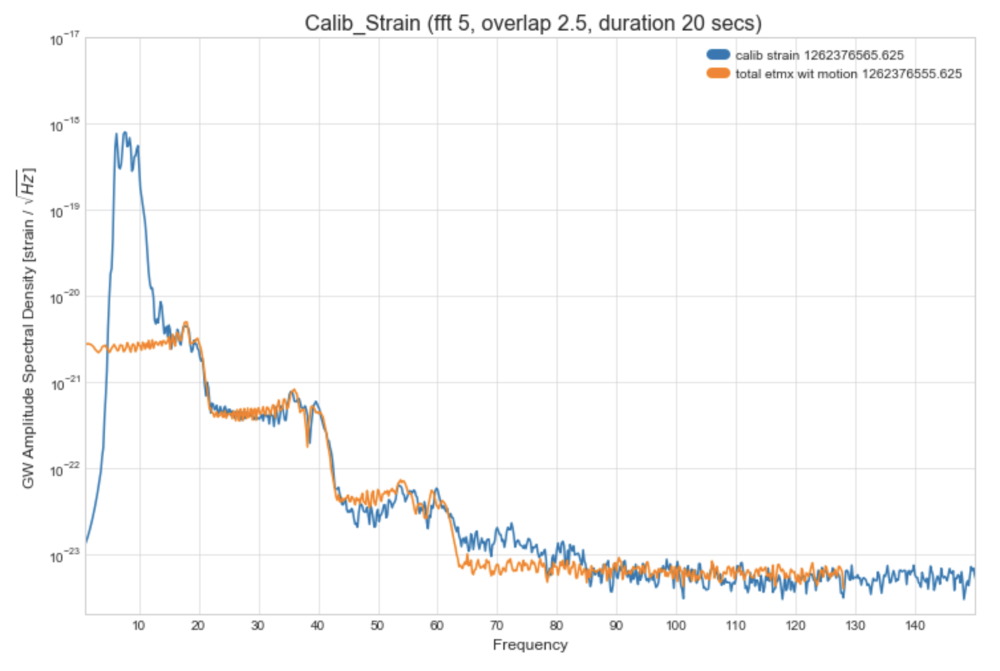 Calib_Strain (fft 5, overlap 2.5, duration 20 secs)
calib strain 1262376565.625
total etmx wit motion 1262376555.625
GW Amplitude Spectral Density [strain / √Hz]
10⁻¹⁷
10⁻¹⁸
10⁻¹⁹
10⁻²⁰
10⁻²¹
10⁻²²
10⁻²³
10 20 30 40 50 60 70 80 90 100 110 120 130 140
Frequency